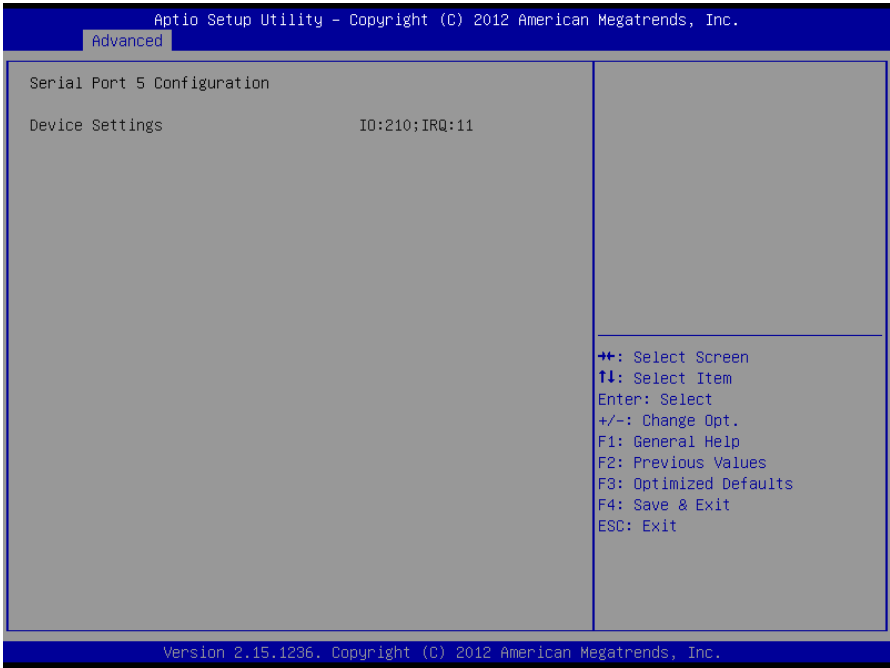 Aptio Setup Utility – Copyright (C) 2012 American Megatrends, Inc.
Advanced
Serial Port 5 Configuration
Device Settings IO:210;IRQ:11
→←: Select Screen
↑↓: Select Item
Enter: Select
+/-: Change Opt.
F1: General Help
F2: Previous Values
F3: Optimized Defaults
F4: Save & Exit
ESC: Exit
Version 2.15.1236. Copyright (C) 2012 American Megatrends, Inc.